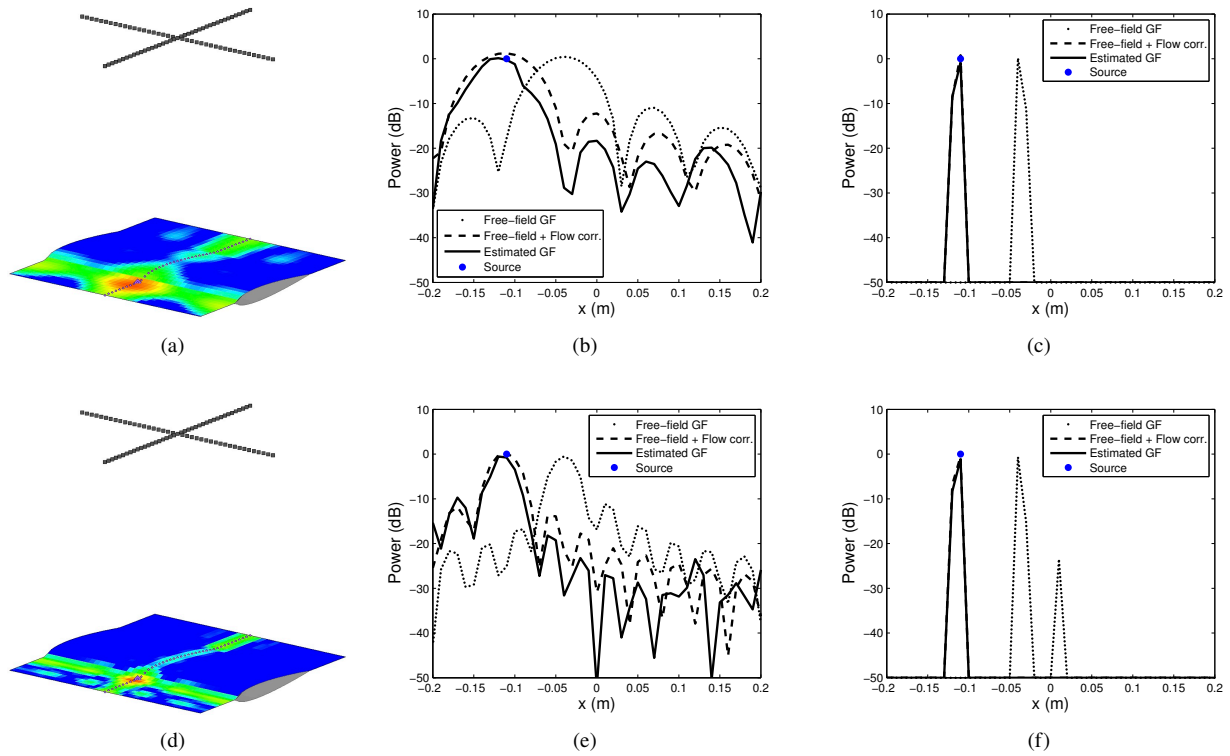 10
0
−10
−20
−30
−40
−50
Power (dB)
Free−field GF
Free−field + Flow corr.
Estimated GF
Source
−0.2 −0.15 −0.1 −0.05 0 0.05 0.1 0.15 0.2
x (m)
10
0
−10
−20
−30
−40
−50
Power (dB)
Free−field GF
Free−field + Flow corr.
Estimated GF
Source
−0.2 −0.15 −0.1 −0.05 0 0.05 0.1 0.15 0.2
x (m)
(a)
(b)
(c)
10
0
−10
−20
−30
−40
−50
Power (dB)
Free−field GF
Free−field + Flow corr.
Estimated GF
Source
−0.2 −0.15 −0.1 −0.05 0 0.05 0.1 0.15 0.2
x (m)
10
0
−10
−20
−30
−40
−50
Power (dB)
Free−field GF
Free−field + Flow corr.
Estimated GF
Source
−0.2 −0.15 −0.1 −0.05 0 0.05 0.1 0.15 0.2
x (m)
(d)
(e)
(f)